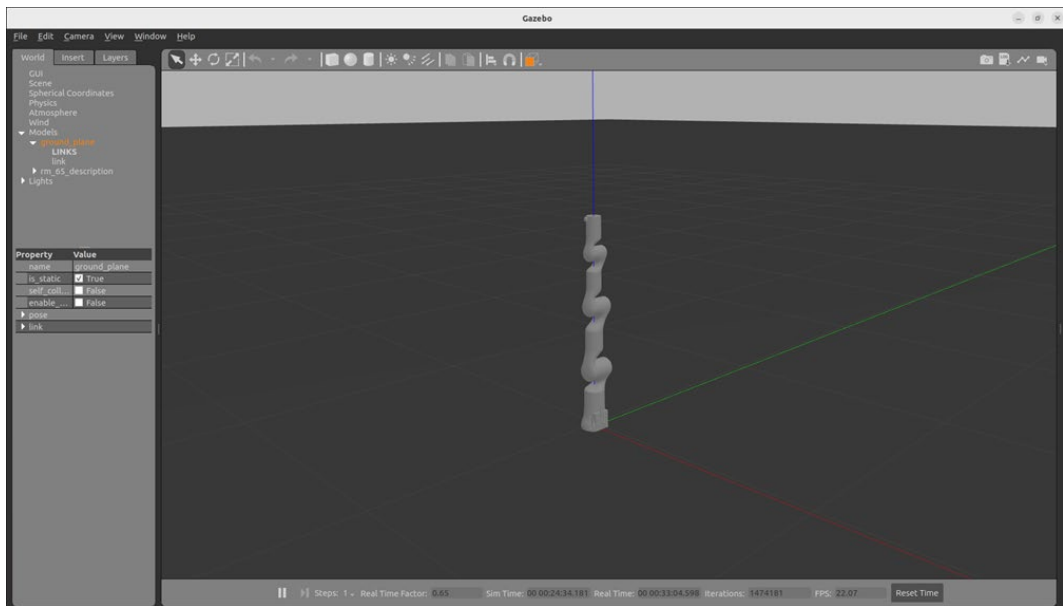 Gazebo
File Edit Camera View Window Help
World Insert Layers
GUI
Scene
Spherical Coordinates
Physics
Atmosphere
Wind
Models
ground_plane
LINKS
link
rm_65_description
Lights
Property Value
name ground_plane
is_static True
self_coll... False
enable_... False
pose
link
Steps: 1 Real Time Factor: 0.65 Sim Time: 00 00:24:34.181 Real Time: 00 00:33:04.598 Iterations: 1474181 FPS: 22.07 Reset Time